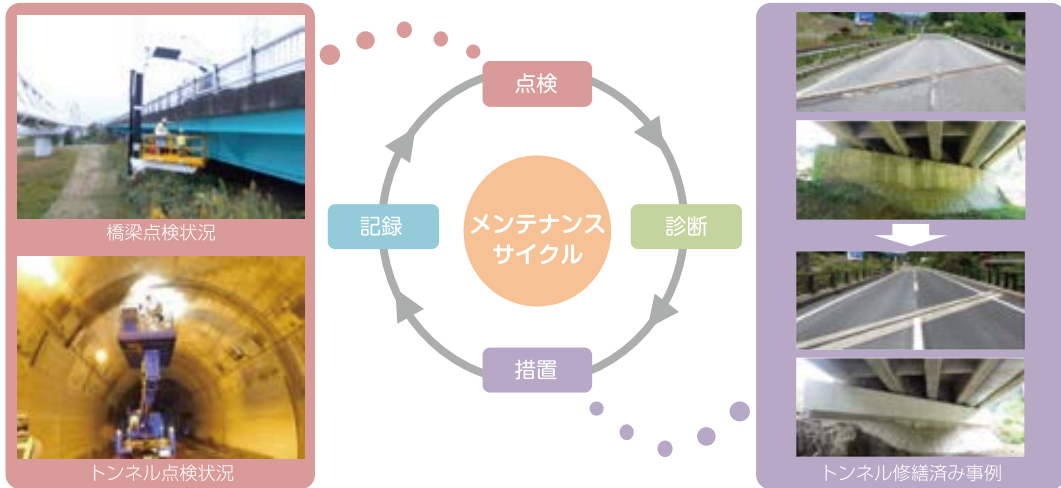 橋梁点検状況
トンネル点検状況
点検
診断
措置
記録
メンテナンス
サイクル
トンネル修繕済み事例